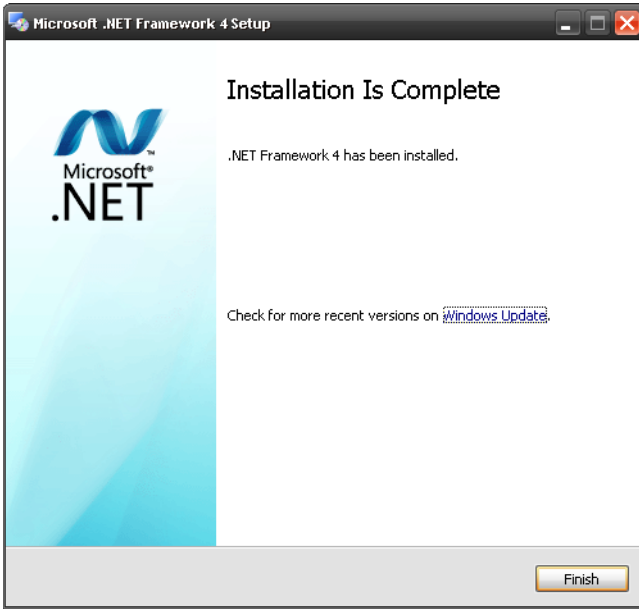 Microsoft .NET Framework 4 Setup
Installation Is Complete
.NET Framework 4 has been installed.
Microsoft®
.NET™
Check for more recent versions on Windows Update.
Finish